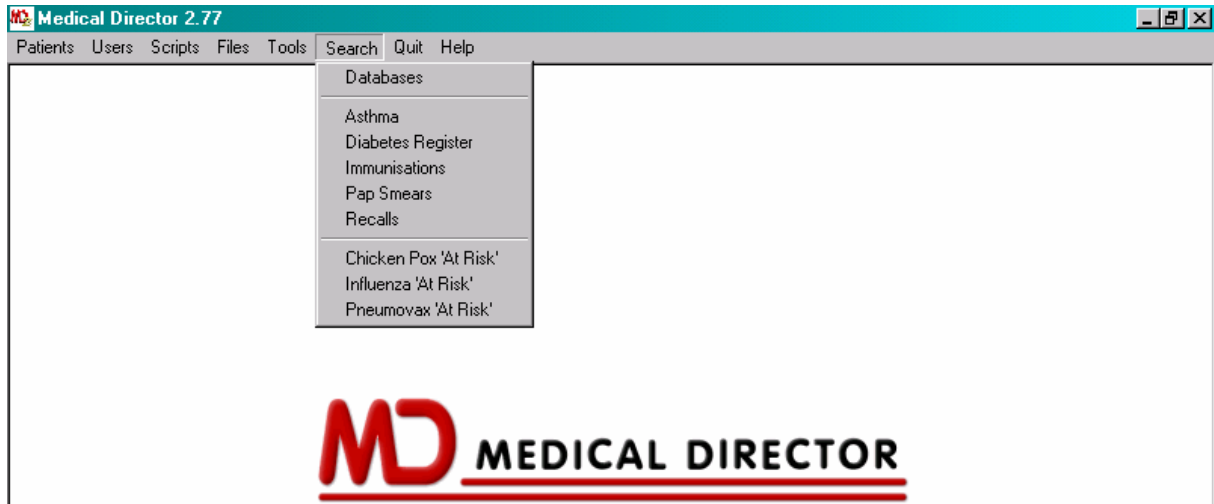 Medical Director 2.77
Patients Users Scripts Files Tools Search Quit Help
Databases
Asthma
Diabetes Register
Immunisations
Pap Smears
Recalls
Chicken Pox 'At Risk'
Influenza 'At Risk'
Pneumovax 'At Risk'
MD MEDICAL DIRECTOR